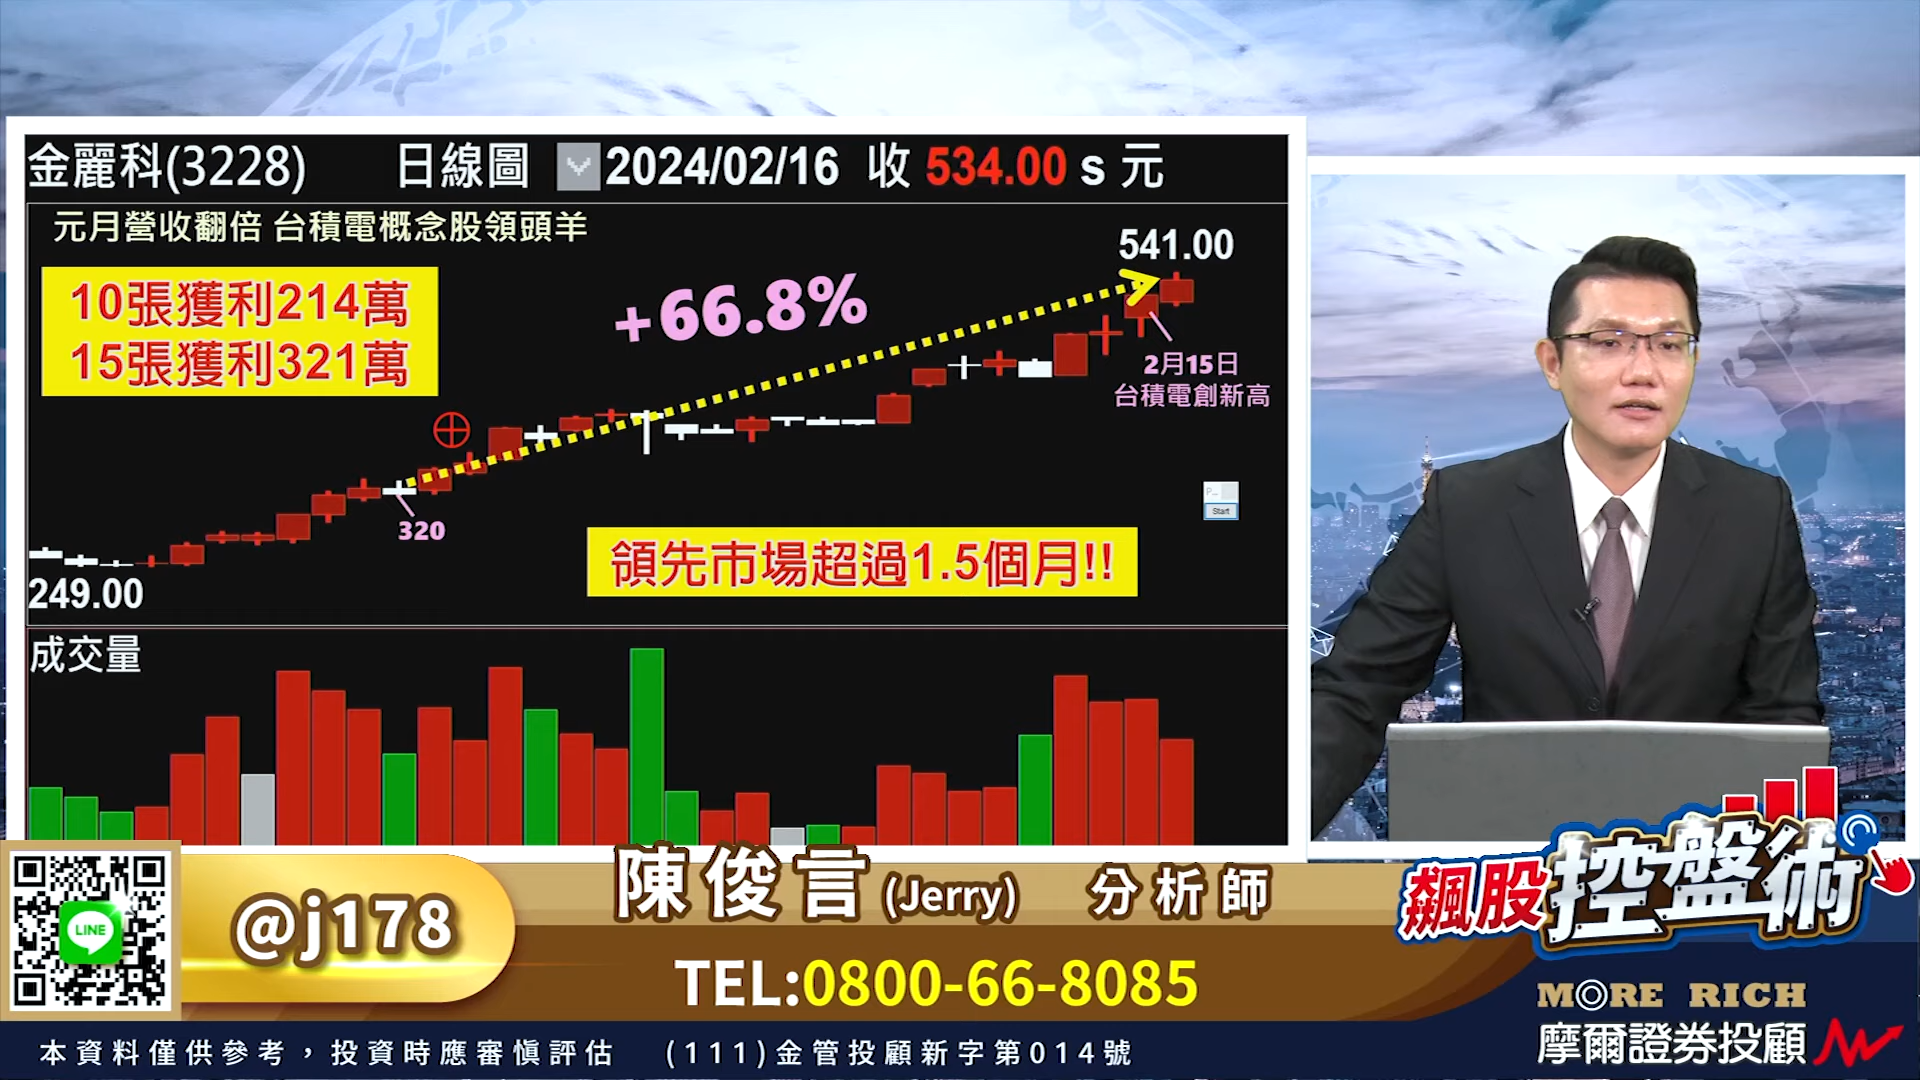 金麗科(3228) 日線圖 2024/02/16 收 534.00 s 元
元月營收翻倍 台積電概念股領頭羊
10張獲利214萬
15張獲利321萬
+66.8%
541.00
2月15日
台積電創新高
320
249.00
領先市場超過1.5個月!!
P...
Start
成交量
LINE
@j178
陳俊言 (Jerry) 分析師
TEL:0800-66-8085
飆股控盤術
MORE RICH
摩爾證券投顧
本資料僅供參考，投資時應審慎評估 (111)金管投顧新字第014號